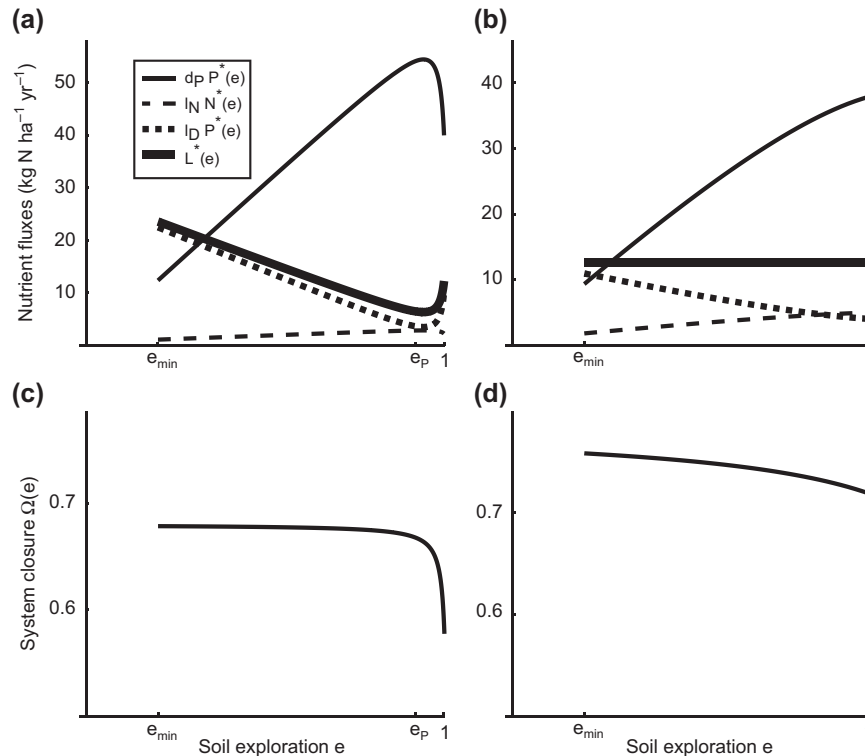 (a)
(b)
Nutrient fluxes (kg N ha⁻¹ yr⁻¹)
50
40
30
20
10
d_P P*(e)
l_N N*(e)
l_D P*(e)
L*(e)
e_min
e_P
1
40
30
20
10
e_min
(c)
(d)
System closure Ω(e)
0.7
0.6
e_min
e_P
1
Soil exploration e
0.7
0.6
e_min
Soil exploration e